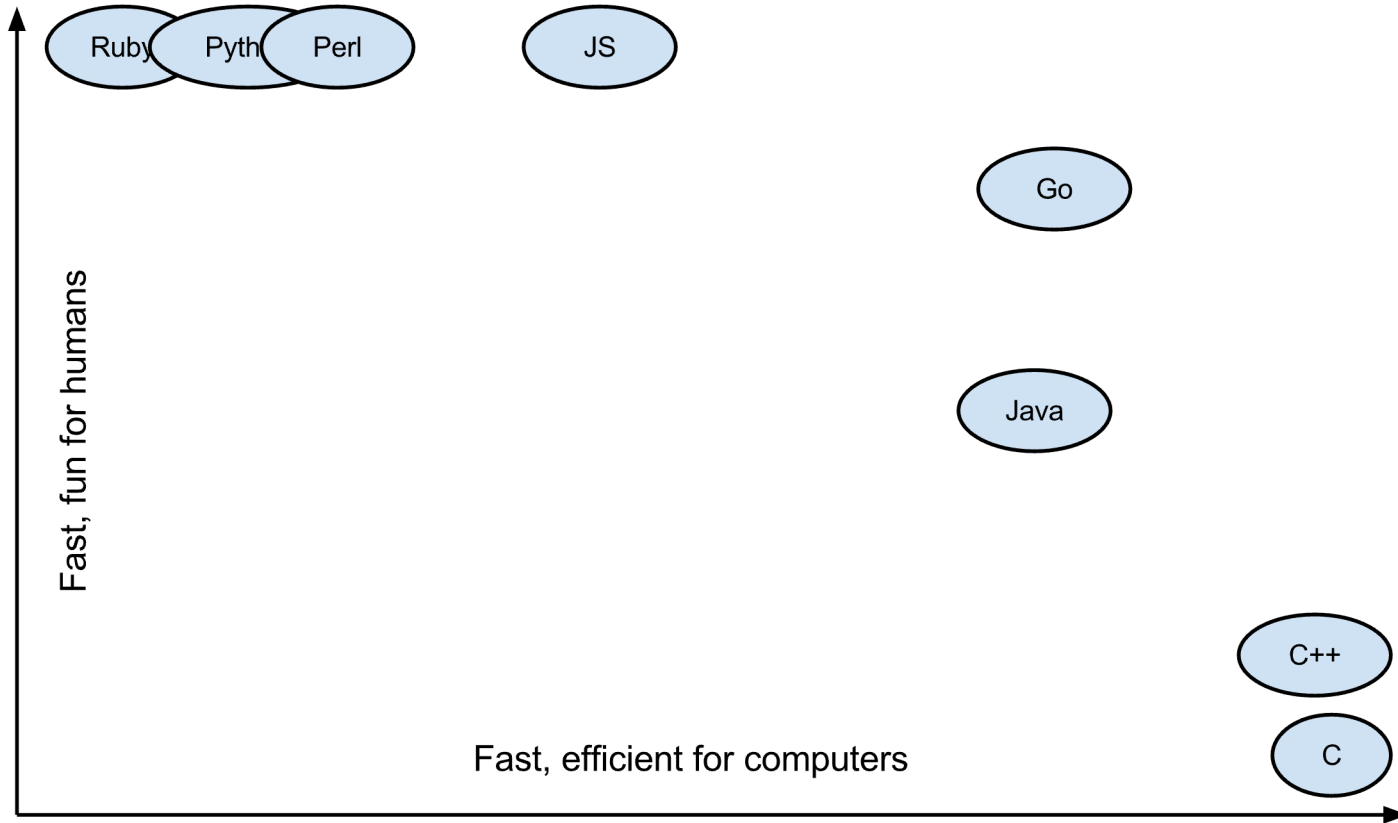 Ruby
Pyth
Perl
JS
Go
Fast, fun for humans
Java
C++
Fast, efficient for computers
C